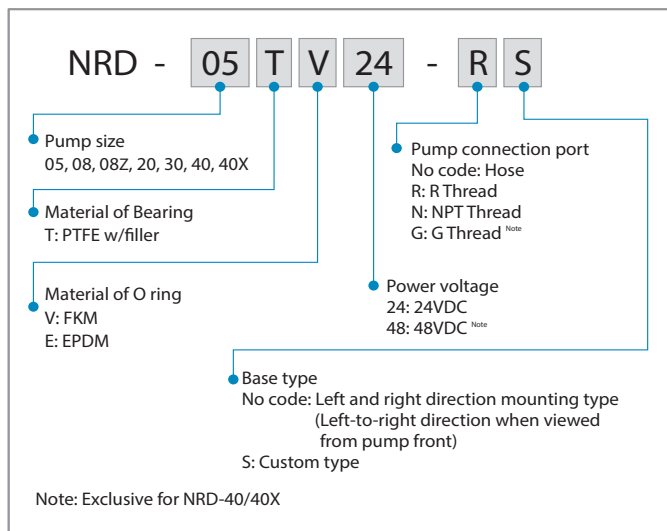 NRD - 05 T V 24 - R S
Pump size
05, 08, 08Z, 20, 30, 40, 40X
Material of Bearing
T: PTFE w/filler
Material of O ring
V: FKM
E: EPDM
Pump connection port
No code: Hose
R: R Thread
N: NPT Thread
G: G Thread Note
Power voltage
24: 24VDC
48: 48VDC Note
Base type
No code: Left and right direction mounting type
(Left-to-right direction when viewed
from pump front)
S: Custom type
Note: Exclusive for NRD-40/40X